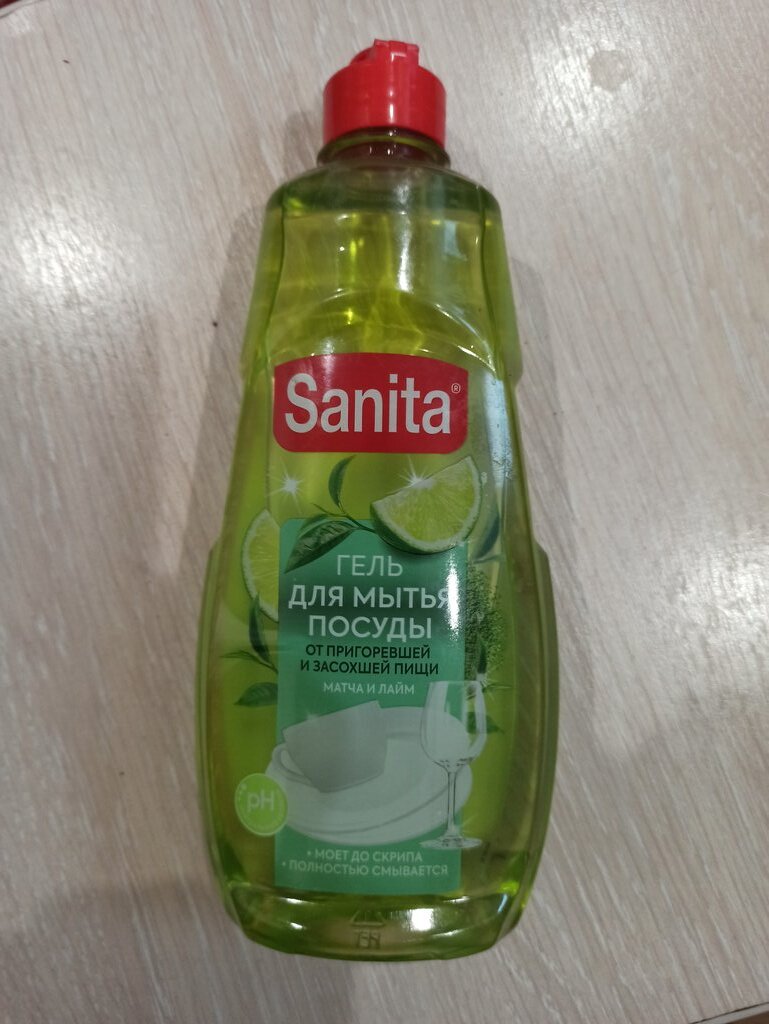 Sanita®
ГЕЛЬ
ДЛЯ МЫТЬЯ
ПОСУДЫ
ОТ ПРИГОРЕВШЕЙ
И ЗАСОХШЕЙ ПИЩИ
МАТЧА И ЛАЙМ
pH
• МОЕТ ДО СКРИПА
• ПОЛНОСТЬЮ СМЫВАЕТСЯ